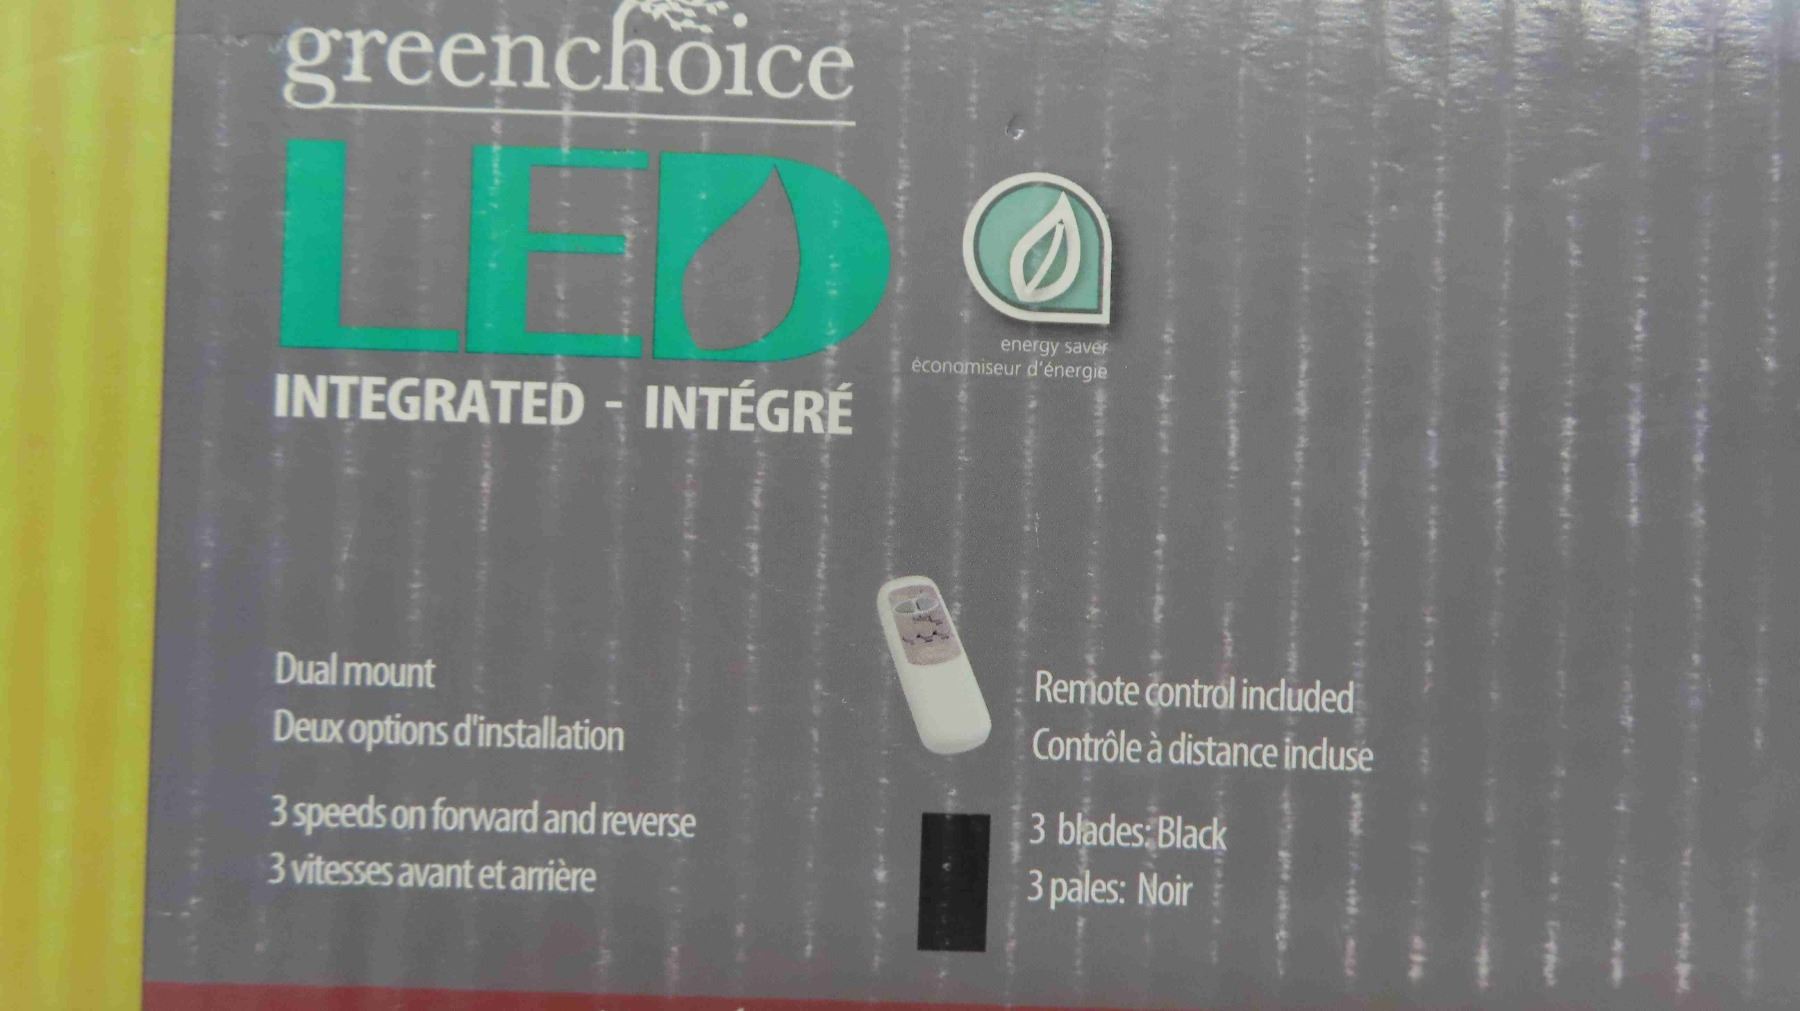 greenchoice
LED
INTEGRATED - INTÉGRÉ
energy saver
économiseur d'énergie
Dual mount
Deux options d'installation
3 speeds on forward and reverse
3 vitesses avant et arrière
Remote control included
Contrôle à distance incluse
3 blades: Black
3 pales: Noir